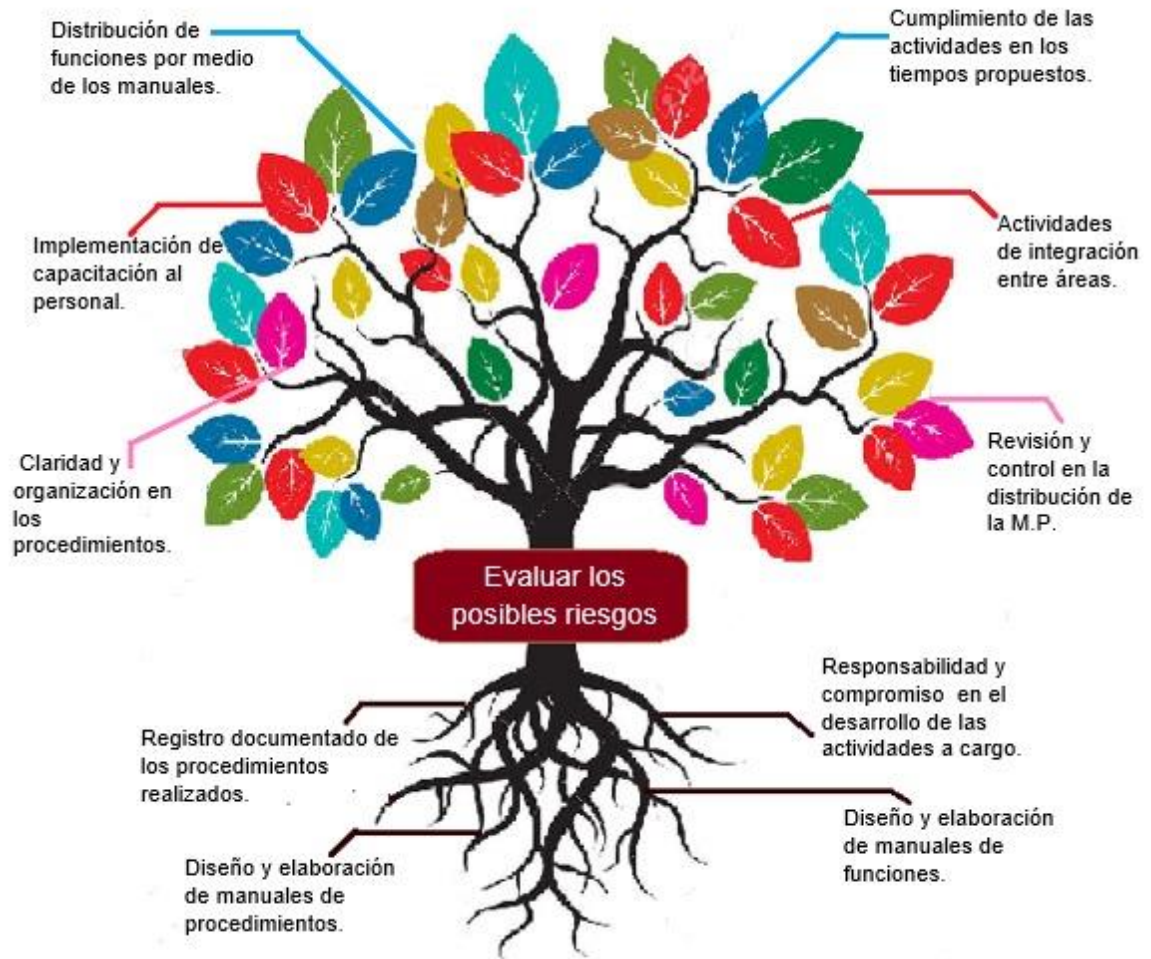 Distribución de
funciones por medio
de los manuales.
Cumplimiento de las
actividades en los
tiempos propuestos.
Implementación de
capacitación al
personal.
Actividades
de integración
entre áreas.
Claridad y
organización en
los
procedimientos.
Revisión y
control en la
distribución de
la M.P.
Evaluar los
posibles riesgos
Registro documentado de
los procedimientos
realizados.
Responsabilidad y
compromiso en el
desarrollo de las
actividades a cargo.
Diseño y elaboración
de manuales de
procedimientos.
Diseño y elaboración
de manuales de
funciones.